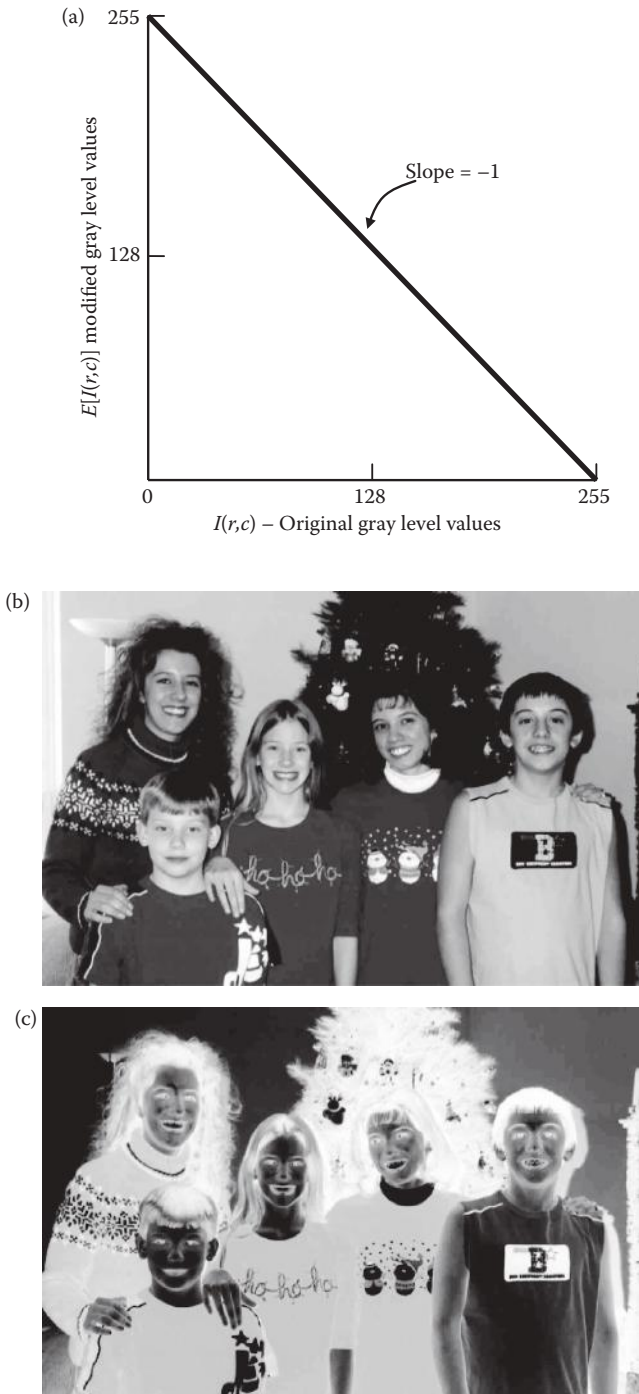 (a)
255
Slope = –1
128
E[I(r,c)] modified gray level values
0 128 255
I(r,c) – Original gray level values
(b)
ho-ho-ho
B
(c)
ho-ho-ho
B